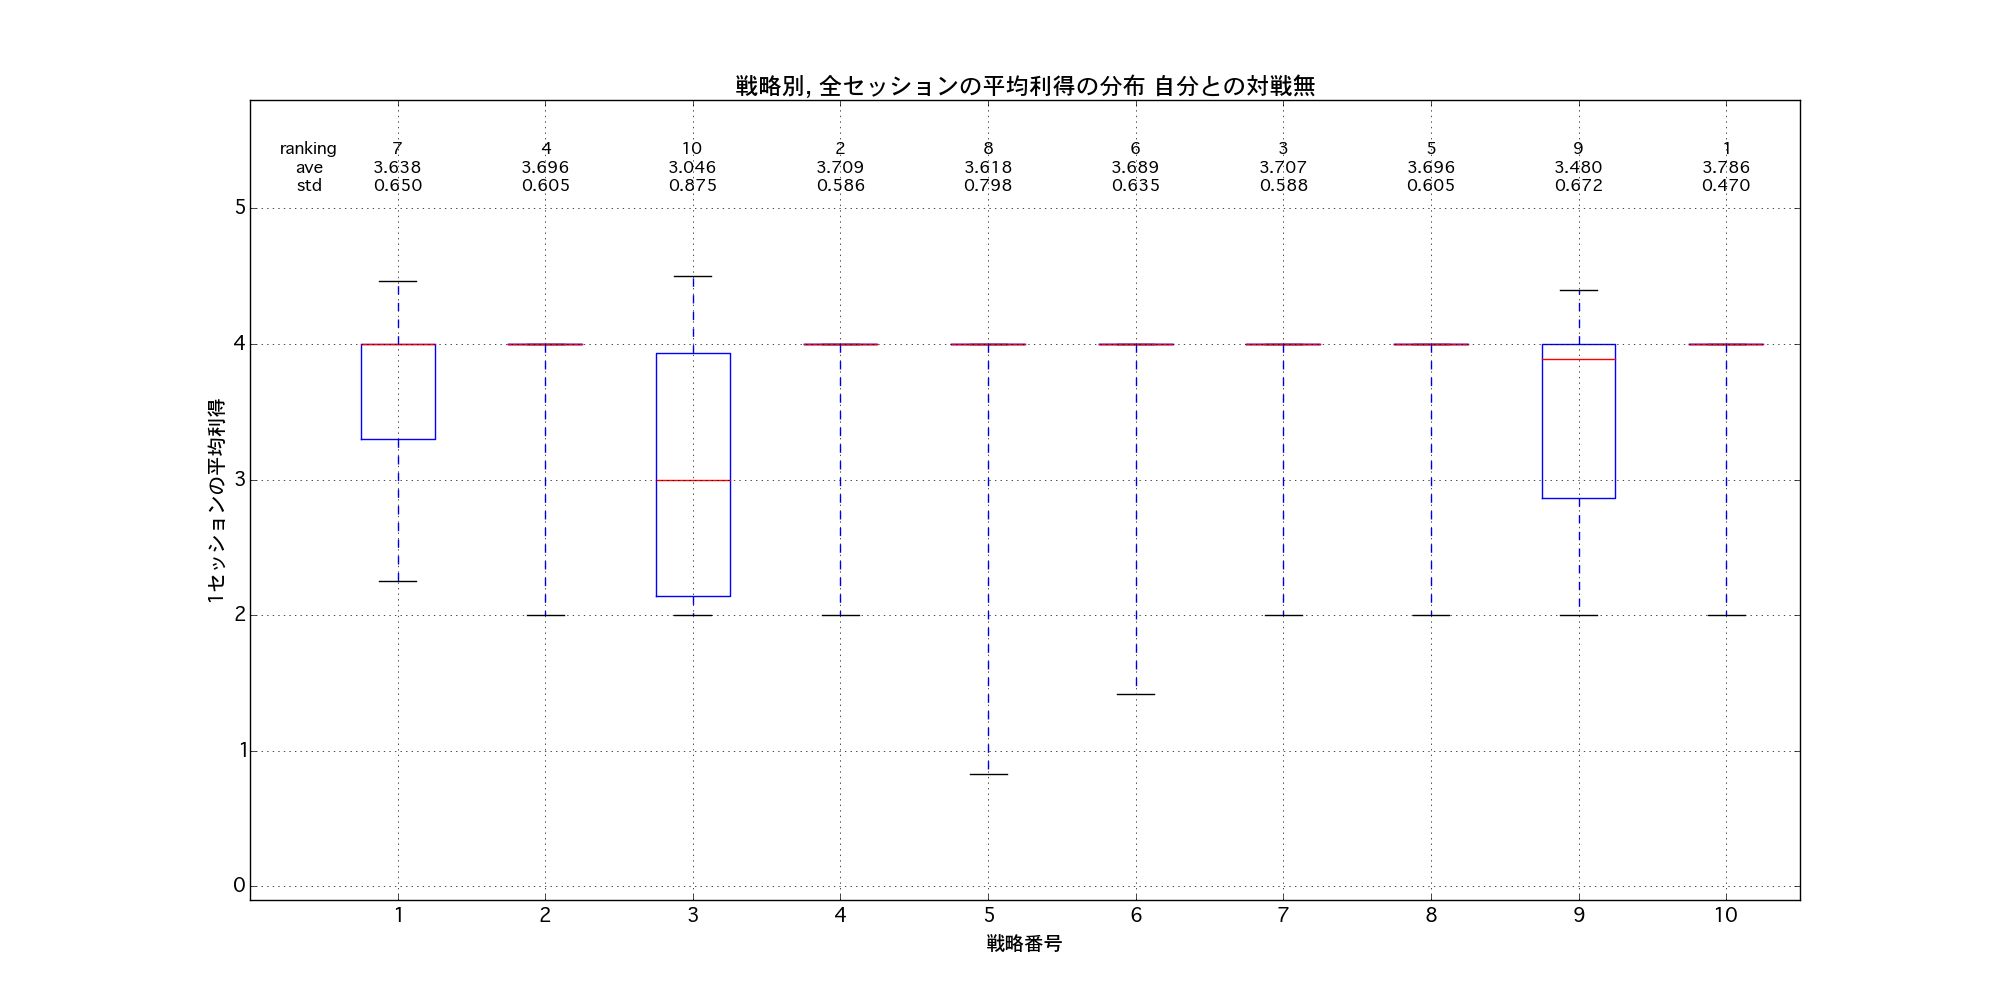 戦略別, 全セッションの平均利得の分布 自分との対戦無
ranking 7 4 10 2 8 6 3 5 9 1
ave 3.638 3.696 3.046 3.709 3.618 3.689 3.707 3.696 3.480 3.786
std 0.650 0.605 0.875 0.586 0.798 0.635 0.588 0.605 0.672 0.470
5
4
3
2
1
0
1セッションの平均利得
1 2 3 4 5 6 7 8 9 10
戦略番号